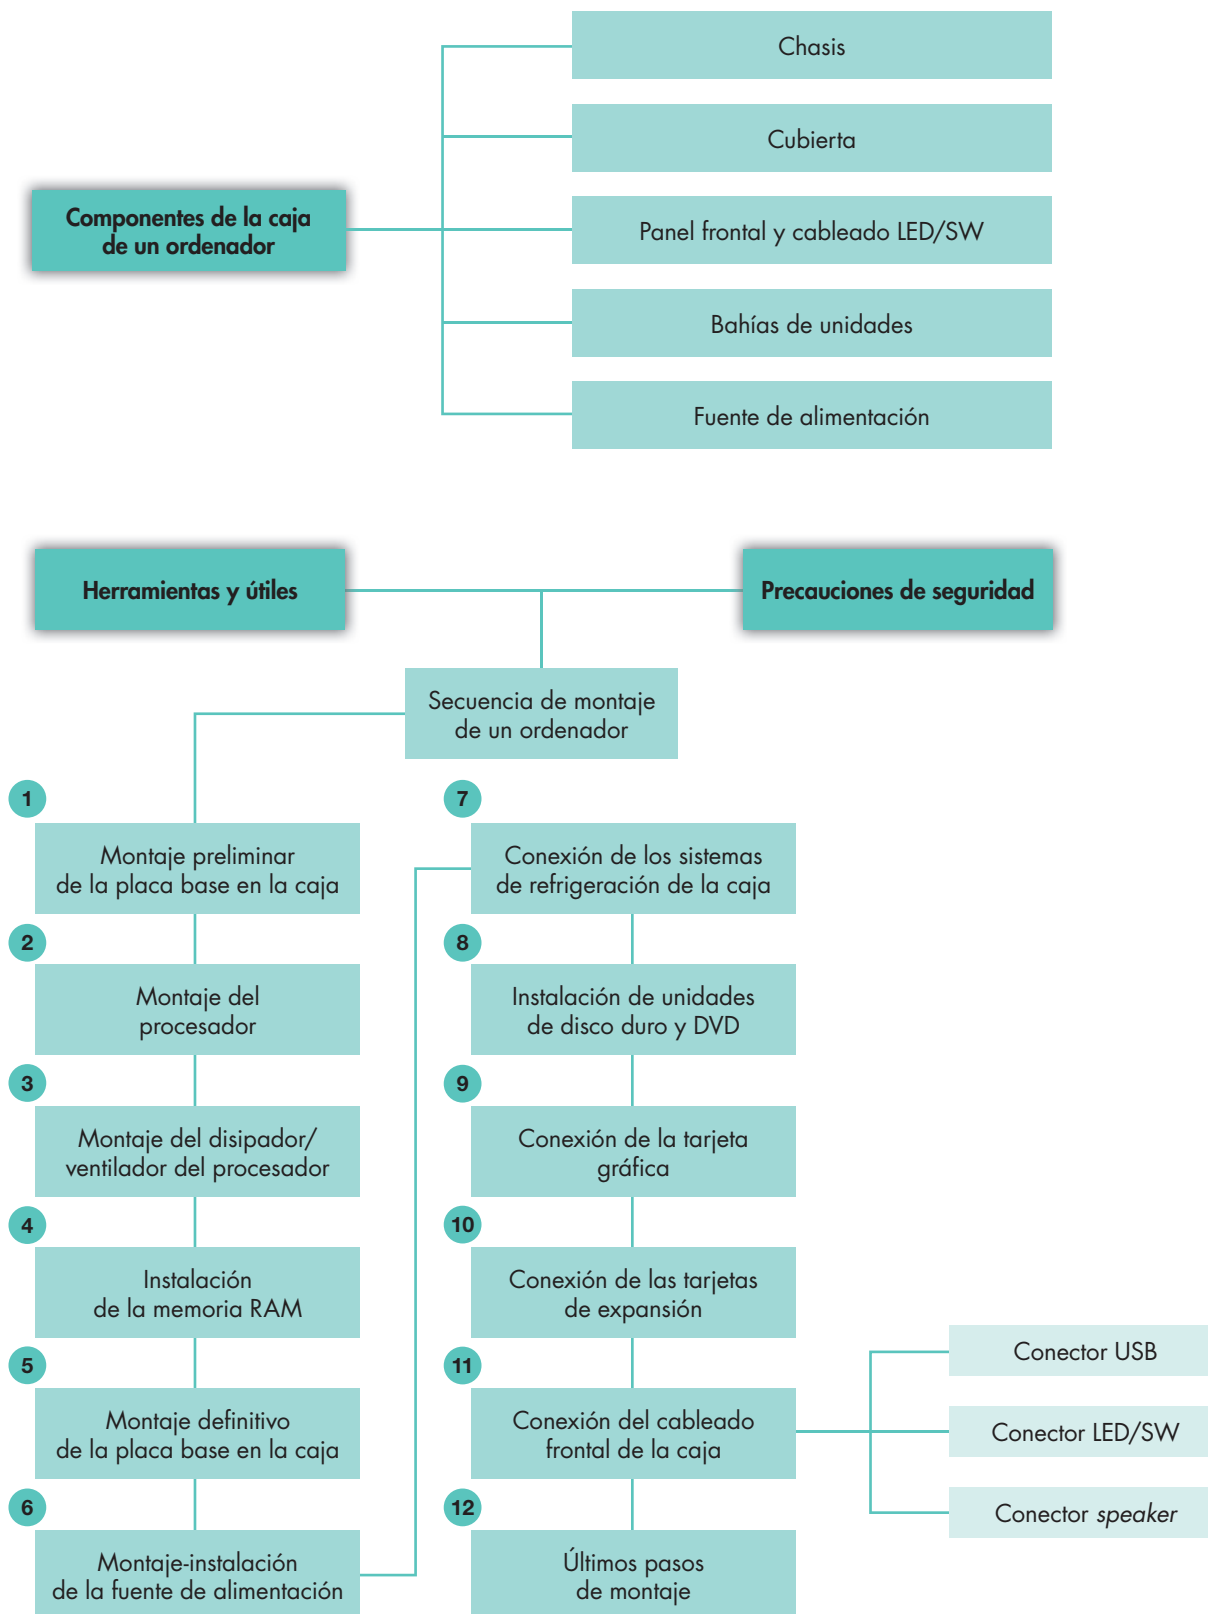 Chasis
Cubierta
Componentes de la caja
de un ordenador
Panel frontal y cableado LED/SW
Bahías de unidades
Fuente de alimentación
Herramientas y útiles
Precauciones de seguridad
Secuencia de montaje
de un ordenador
1
Montaje preliminar
de la placa base en la caja
2
Montaje del
procesador
3
Montaje del disipador/
ventilador del procesador
4
Instalación
de la memoria RAM
5
Montaje definitivo
de la placa base en la caja
6
Montaje-instalación
de la fuente de alimentación
7
Conexión de los sistemas
de refrigeración de la caja
8
Instalación de unidades
de disco duro y DVD
9
Conexión de la tarjeta
gráfica
10
Conexión de las tarjetas
de expansión
11
Conexión del cableado
frontal de la caja
Conector USB
Conector LED/SW
Conector speaker
12
Últimos pasos
de montaje